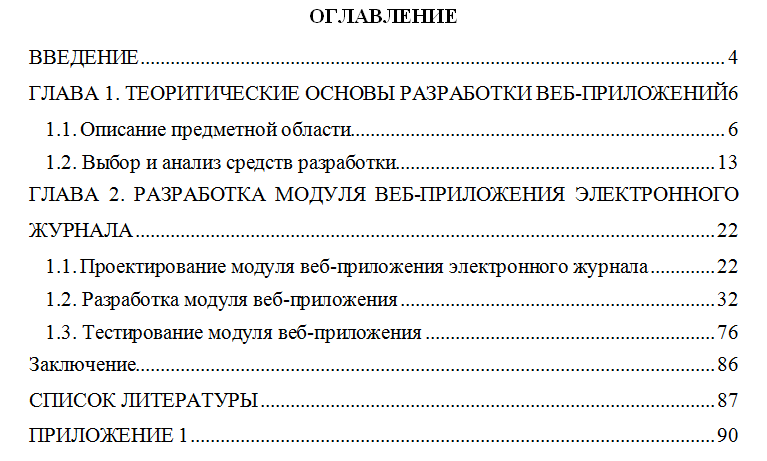 ОГЛАВЛЕНИЕ
ВВЕДЕНИЕ.......................................................................................................... 4
ГЛАВА 1. ТЕОРИТИЧЕСКИЕ ОСНОВЫ РАЗРАБОТКИ ВЕБ-ПРИЛОЖЕНИЙ6
1.1. Описание предметной области................................................................... 6
1.2. Выбор и анализ средств разработки.......................................................... 13
ГЛАВА 2. РАЗРАБОТКА МОДУЛЯ ВЕБ-ПРИЛОЖЕНИЯ ЭЛЕКТРОННОГО
ЖУРНАЛА.......................................................................................................... 22
1.1. Проектирование модуля веб-приложения электронного журнала............ 22
1.2. Разработка модуля веб-приложения.......................................................... 32
1.3. Тестирование модуля веб-приложения..................................................... 76
Заключение.......................................................................................................... 86
СПИСОК ЛИТЕРАТУРЫ................................................................................... 87
ПРИЛОЖЕНИЕ 1................................................................................................ 90